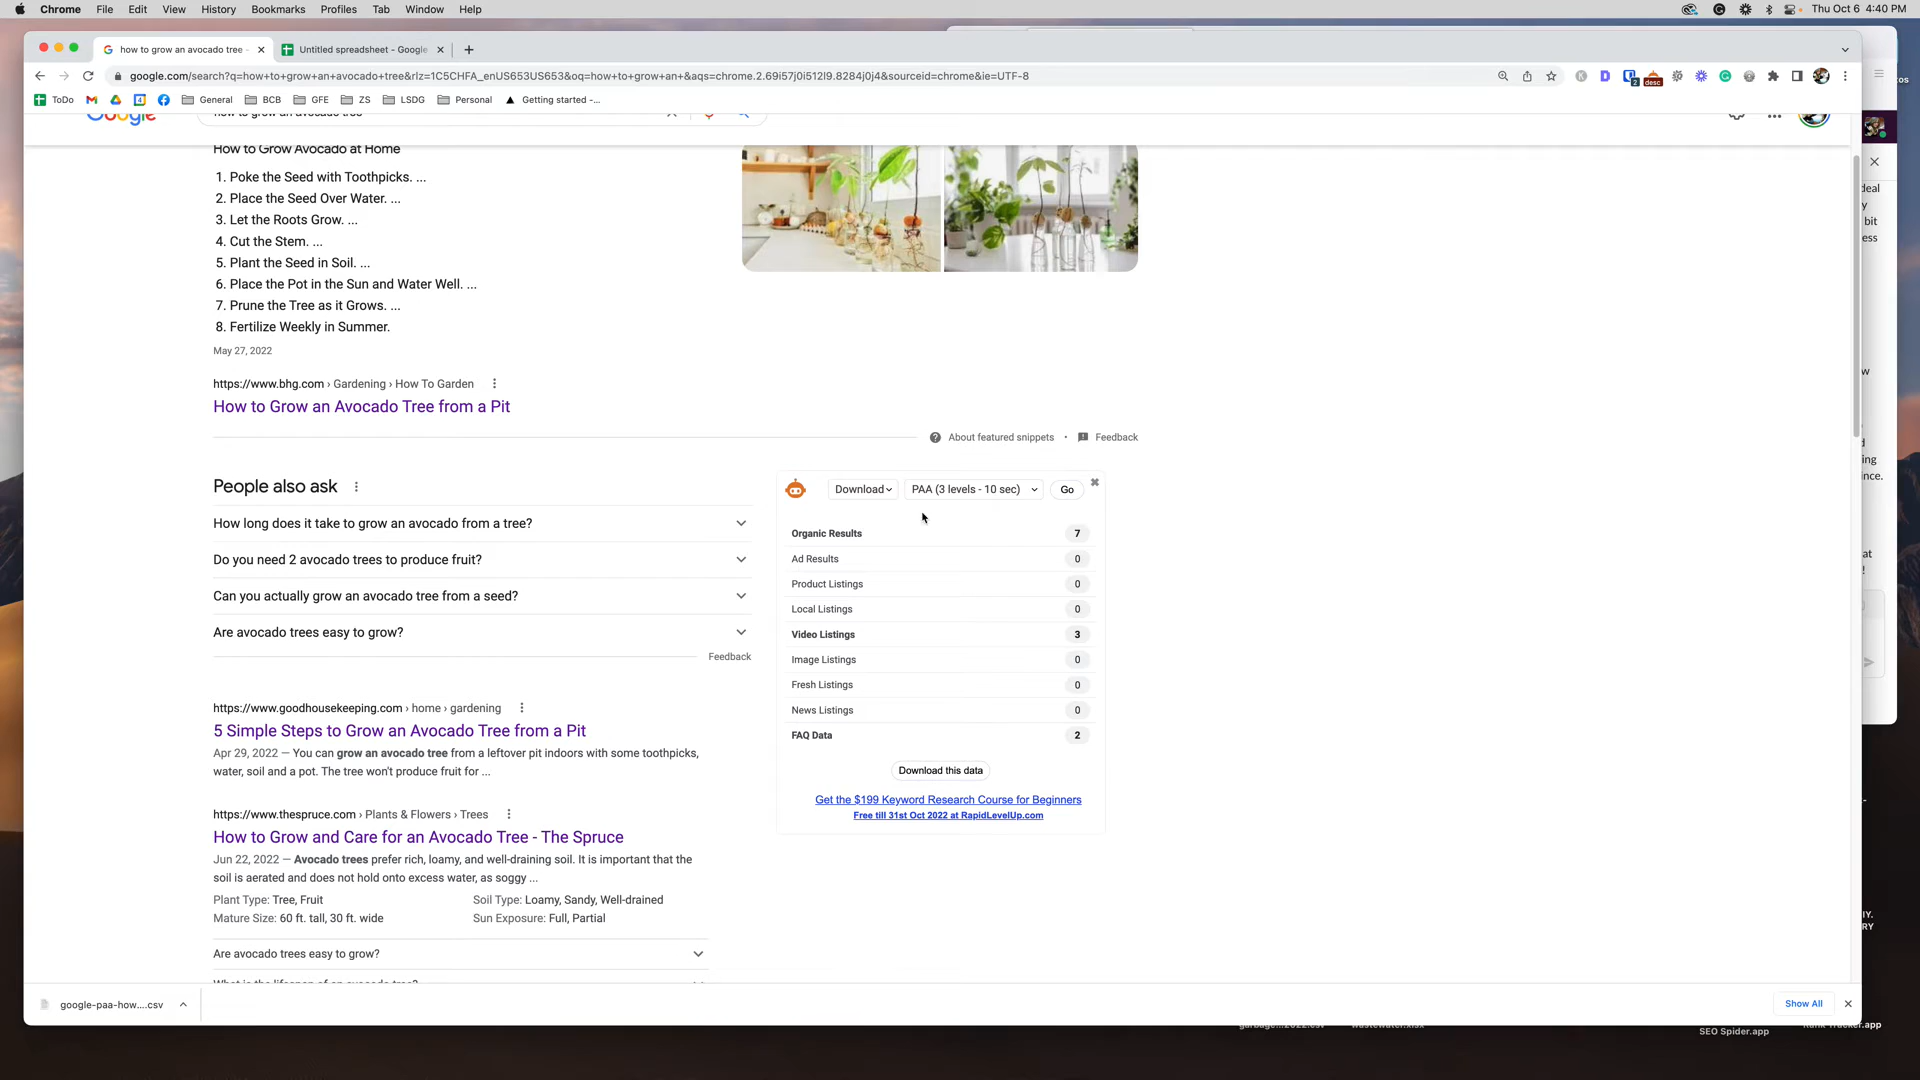 Chrome File Edit View History Bookmarks Profiles Tab Window Help Thu Oct 6 4:40 PM
how to grow an avocado tree - Untitled spreadsheet - Google
google.com/search?q=how+to+grow+an+avocado+tree&rlz=1C5CHFA_enUS653US653&oq=how+to+grow+an+&aqs=chrome.2.69i57j0i512l9.8284j0j4&sourceid=chrome&ie=UTF-8
desc
2
ToDo General BCB GFE ZS LSDG Personal Getting started -...
Google how to grow an avocado tree
How to Grow Avocado at Home
1. Poke the Seed with Toothpicks. ...
2. Place the Seed Over Water. ...
3. Let the Roots Grow. ...
4. Cut the Stem. ...
5. Plant the Seed in Soil. ...
6. Place the Pot in the Sun and Water Well. ...
7. Prune the Tree as it Grows. ...
8. Fertilize Weekly in Summer.
May 27, 2022
https://www.bhg.com › Gardening › How To Garden
How to Grow an Avocado Tree from a Pit
About featured snippets • Feedback
People also ask
How long does it take to grow an avocado from a tree?
Do you need 2 avocado trees to produce fruit?
Can you actually grow an avocado tree from a seed?
Are avocado trees easy to grow?
Feedback
Download PAA (3 levels - 10 sec) Go
Organic Results 7
Ad Results 0
Product Listings 0
Local Listings 0
Video Listings 3
Image Listings 0
Fresh Listings 0
News Listings 0
FAQ Data 2
Download this data
Get the $199 Keyword Research Course for Beginners
Free till 31st Oct 2022 at RapidLevelUp.com
https://www.goodhousekeeping.com › home › gardening
5 Simple Steps to Grow an Avocado Tree from a Pit
Apr 29, 2022 — You can grow an avocado tree from a leftover pit indoors with some toothpicks,
water, soil and a pot. The tree won't produce fruit for ...
https://www.thespruce.com › Plants & Flowers › Trees
How to Grow and Care for an Avocado Tree - The Spruce
Jun 22, 2022 — Avocado trees prefer rich, loamy, and well-draining soil. It is important that the
soil is aerated and does not hold onto excess water, as soggy ...
Plant Type: Tree, Fruit Soil Type: Loamy, Sandy, Well-drained
Mature Size: 60 ft. tall, 30 ft. wide Sun Exposure: Full, Partial
Are avocado trees easy to grow?
What is the lifespan of an avocado tree?
google-paa-how....csv Show All
SEO Spider.app